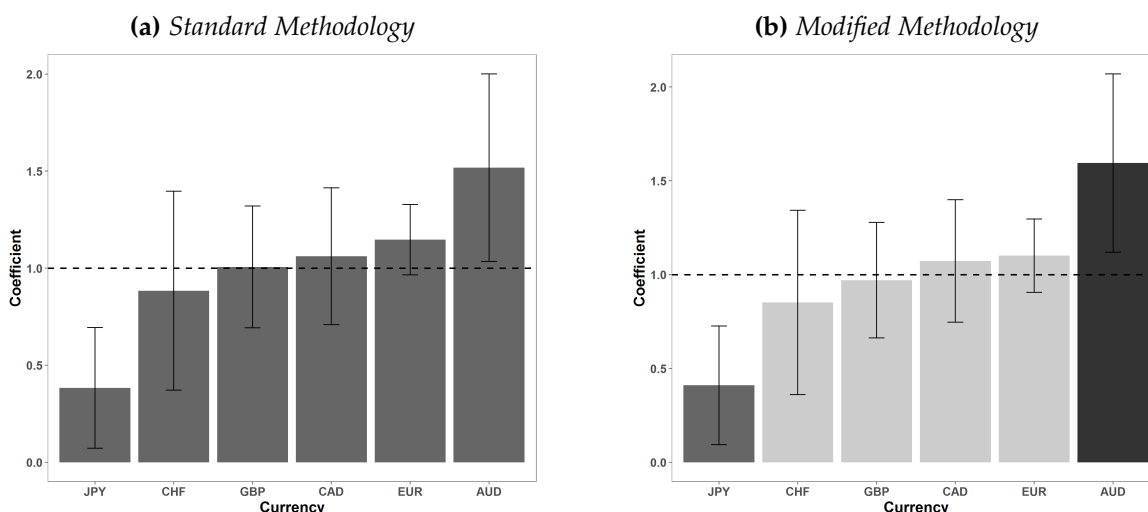 (a) Standard Methodology
2.0
1.5
1.0
0.5
0.0
Coefficient
JPY CHF GBP CAD EUR AUD
Currency
(b) Modified Methodology
2.0
1.5
1.0
0.5
0.0
Coefficient
JPY CHF GBP CAD EUR AUD
Currency